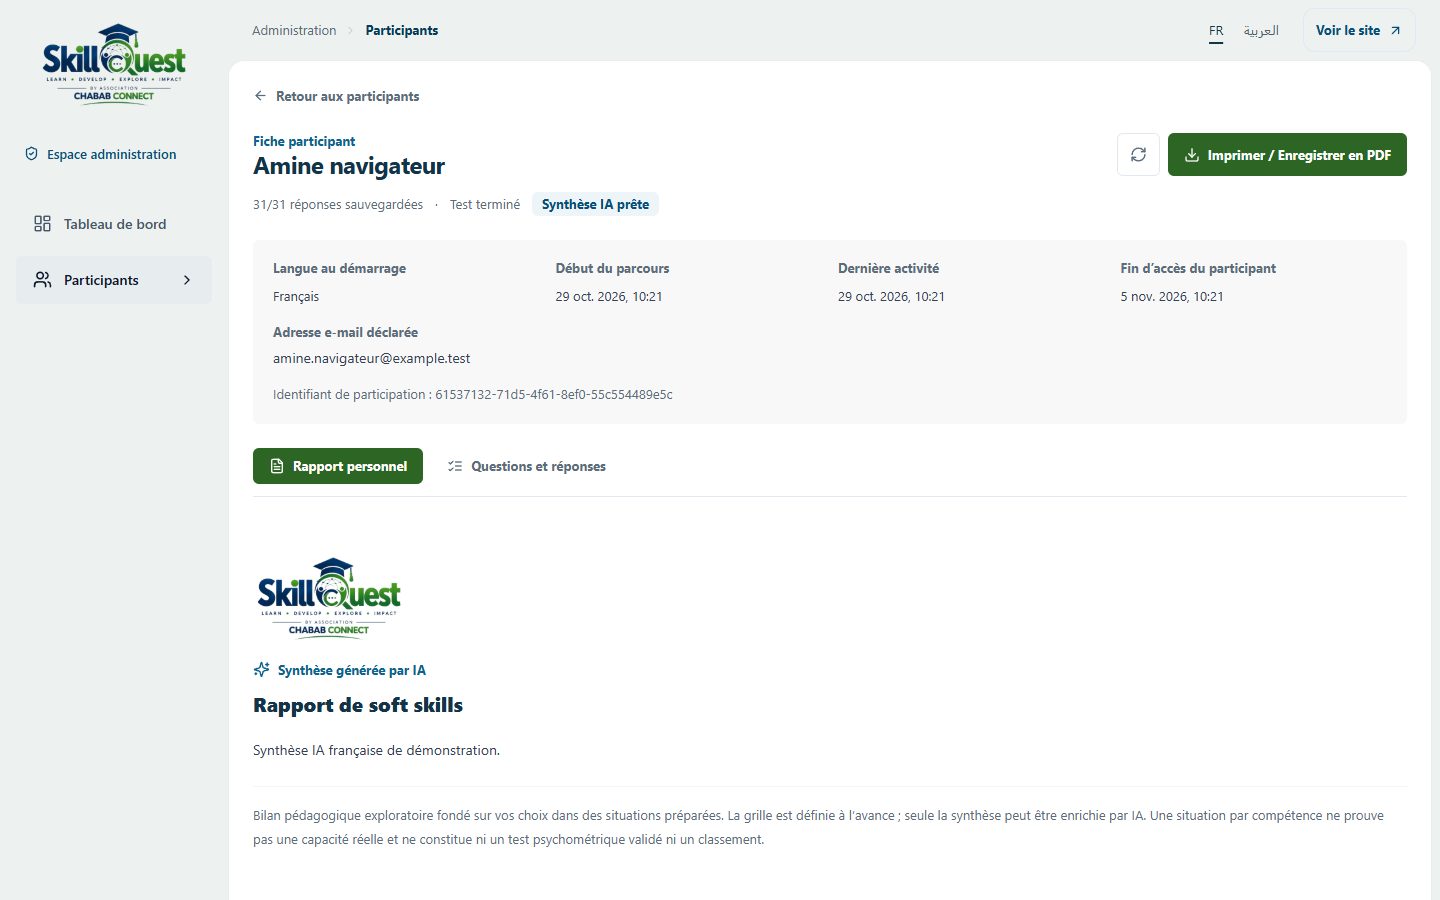 SkillQuest
LEARN • DEVELOP • EXPLORE • IMPACT
BY ASSOCIATION
CHABAB CONNECT
Espace administration
Tableau de bord
Participants
Administration > Participants
FR العربية Voir le site
Retour aux participants
Fiche participant
Amine navigateur
Imprimer / Enregistrer en PDF
31/31 réponses sauvegardées · Test terminé Synthèse IA prête
Langue au démarrage Début du parcours Dernière activité Fin d’accès du participant
Français 29 oct. 2026, 10:21 29 oct. 2026, 10:21 5 nov. 2026, 10:21
Adresse e-mail déclarée
amine.navigateur@example.test
Identifiant de participation : 61537132-71d5-4f61-8ef0-55c554489e5c
Rapport personnel Questions et réponses
SkillQuest
LEARN • DEVELOP • EXPLORE • IMPACT
BY ASSOCIATION
CHABAB CONNECT
Synthèse générée par IA
Rapport de soft skills
Synthèse IA française de démonstration.
Bilan pédagogique exploratoire fondé sur vos choix dans des situations préparées. La grille est définie à l’avance ; seule la synthèse peut être enrichie par IA. Une situation par compétence ne prouve
pas une capacité réelle et ne constitue ni un test psychométrique validé ni un classement.